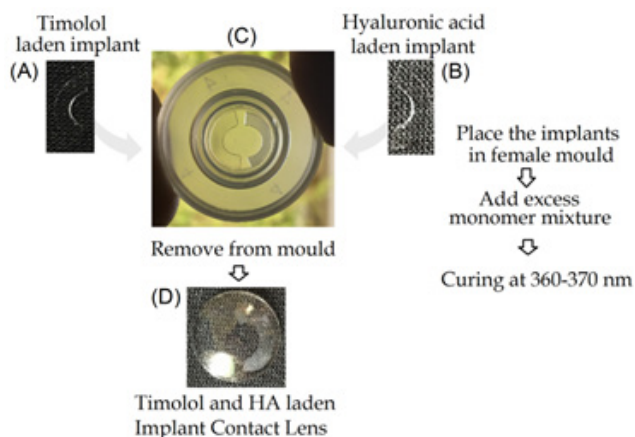 Timolol
laden implant
(A)
(C)
Hyaluronic acid
laden implant
(B)
Place the implants
in female mould
Add excess
monomer mixture
Curing at 360-370 nm
Remove from mould
(D)
Timolol and HA laden
Implant Contact Lens